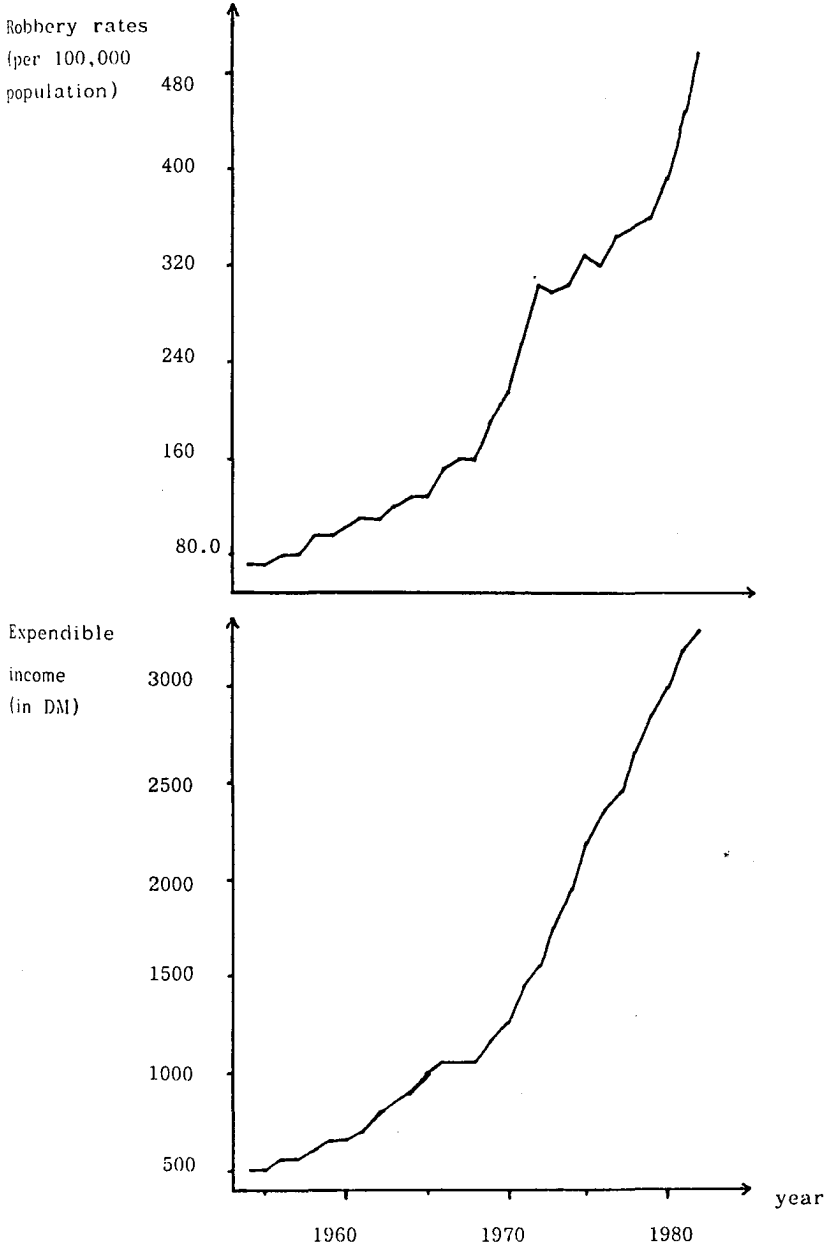 Robbery rates
(per 100,000
population)
480
400
320
240
160
80.0
Expendible
income
(in DM)
3000
2500
2000
1500
1000
500
year
1960 1970 1980